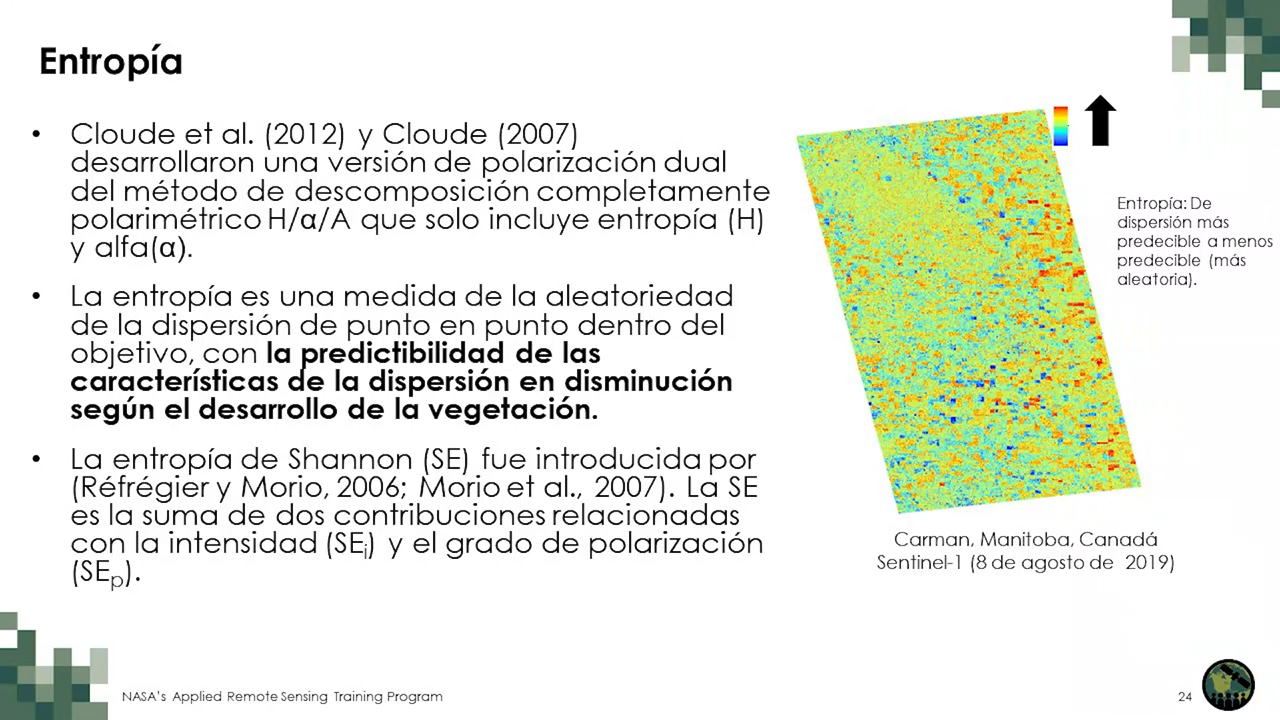 Entropía
• Cloude et al. (2012) y Cloude (2007)
desarrollaron una versión de polarización dual
del método de descomposición completamente
polarimétrico H/α/A que solo incluye entropía (H)
y alfa(α).
• La entropía es una medida de la aleatoriedad
de la dispersión de punto en punto dentro del
objetivo, con la predictibilidad de las
características de la dispersión en disminución
según el desarrollo de la vegetación.
• La entropía de Shannon (SE) fue introducida por
(Réfrégier y Morio, 2006; Morio et al., 2007). La SE
es la suma de dos contribuciones relacionadas
con la intensidad (SEi) y el grado de polarización
(SEp).
Entropía: De
dispersión más
predecible a menos
predecible (más
aleatoria).
Carman, Manitoba, Canadá
Sentinel-1 (8 de agosto de 2019)
NASA's Applied Remote Sensing Training Program
24